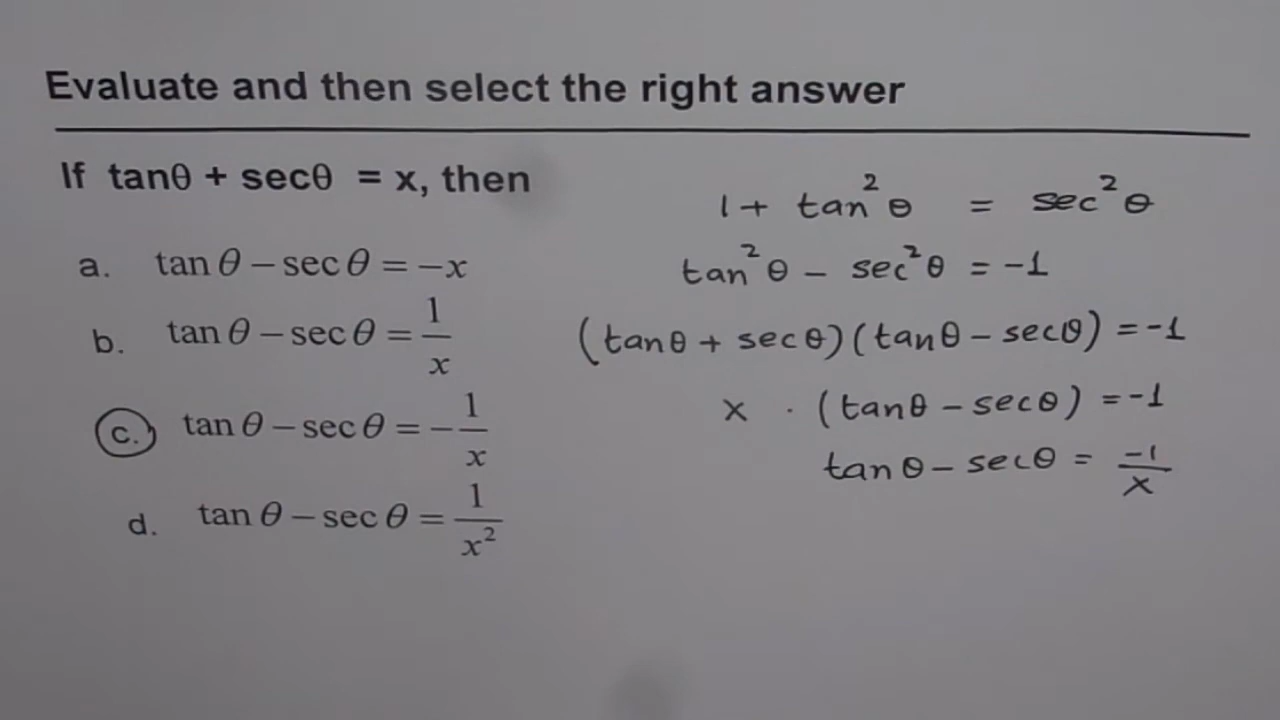 Evaluate and then select the right answer
If tanθ + secθ = x, then
a. tan θ − sec θ = −x
b. tan θ − sec θ = 1/x
c. tan θ − sec θ = − 1/x
d. tan θ − sec θ = 1/x²
1 + tan²θ = sec²θ
tan²θ − sec²θ = −1
(tanθ + secθ)(tanθ − secθ) = −1
x · (tanθ − secθ) = −1
tanθ − secθ = −1/x